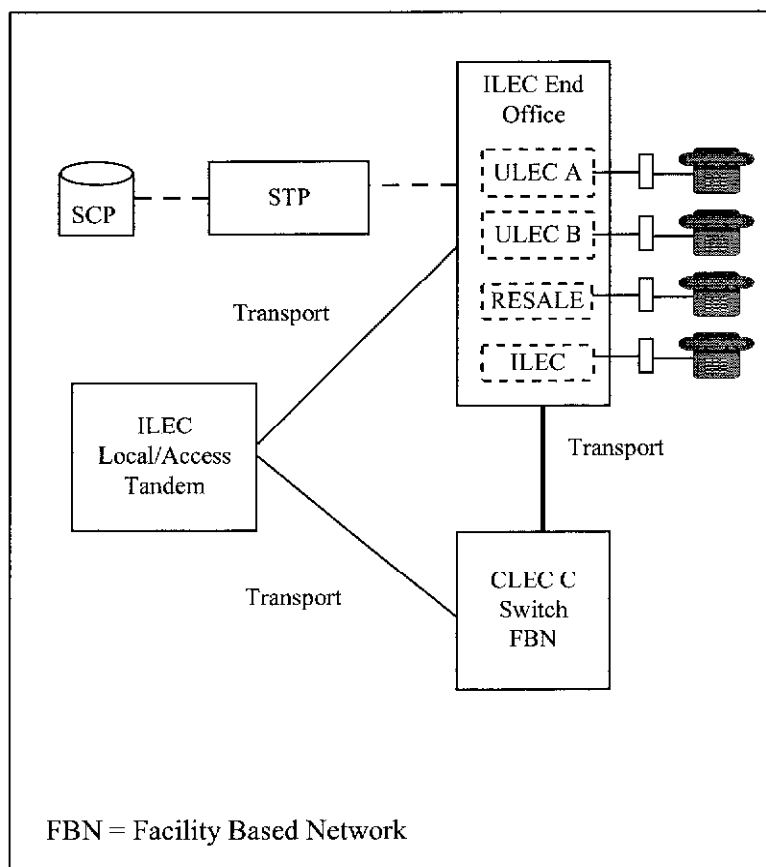 ILEC End
Office
ULEC A
SCP
STP
ULEC B
RESALE
Transport
ILEC
ILEC
Local/Access
Tandem
Transport
Transport
CLEC C
Switch
FBN
FBN = Facility Based Network